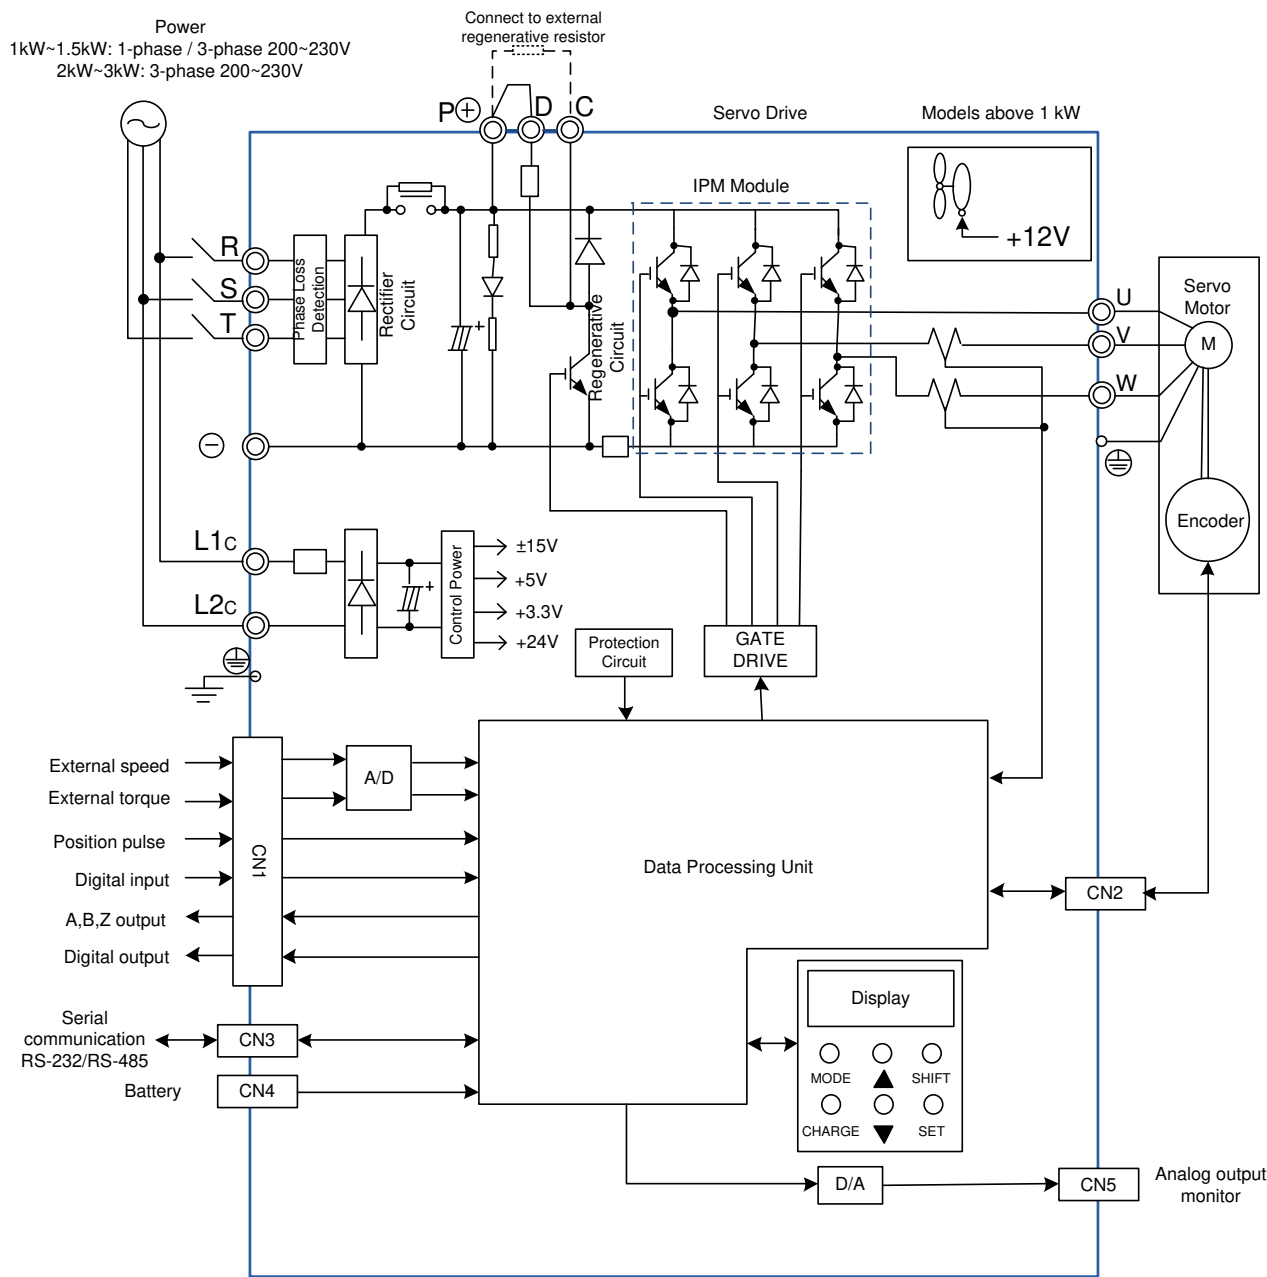 Power
1kW~1.5kW: 1-phase / 3-phase 200~230V
2kW~3kW: 3-phase 200~230V
Connect to external
regenerative resistor
P⊕
D
C
Servo Drive
Models above 1 kW
IPM Module
+12V
R
S
T
Phase Loss
Detection
Rectifier
Circuit
+
Regenerative
Circuit
U
V
W
Servo
Motor
M
Encoder
⊖
L1C
L2C
+
Control Power
±15V
+5V
+3.3V
+24V
Protection
Circuit
GATE
DRIVE
External speed
External torque
Position pulse
Digital input
A,B,Z output
Digital output
CN1
A/D
Data Processing Unit
CN2
Serial
communication
RS-232/RS-485
CN3
Battery
CN4
Display
MODE
▲
SHIFT
CHARGE
▼
SET
D/A
CN5
Analog output
monitor